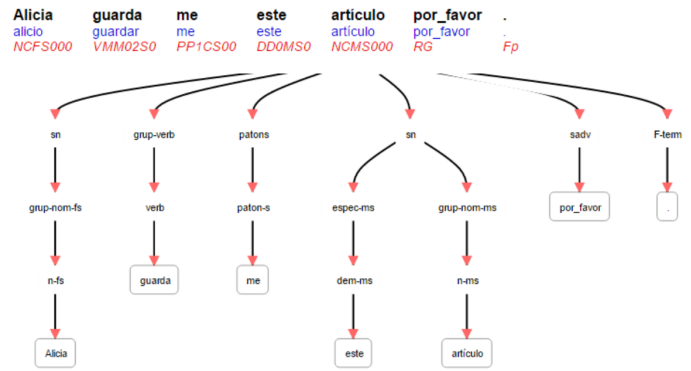 Alicia guarda me este artículo por_favor .
alicio guardar me este artículo por_favor .
NCFS000 VMM02S0 PP1CS00 DD0MS0 NCMS000 RG Fp
sn grup-verb patons sn sadv F-term
grup-nom-fs verb paton-s espec-ms grup-nom-ms por_favor .
n-fs guarda me dem-ms n-ms
Alicia este artículo